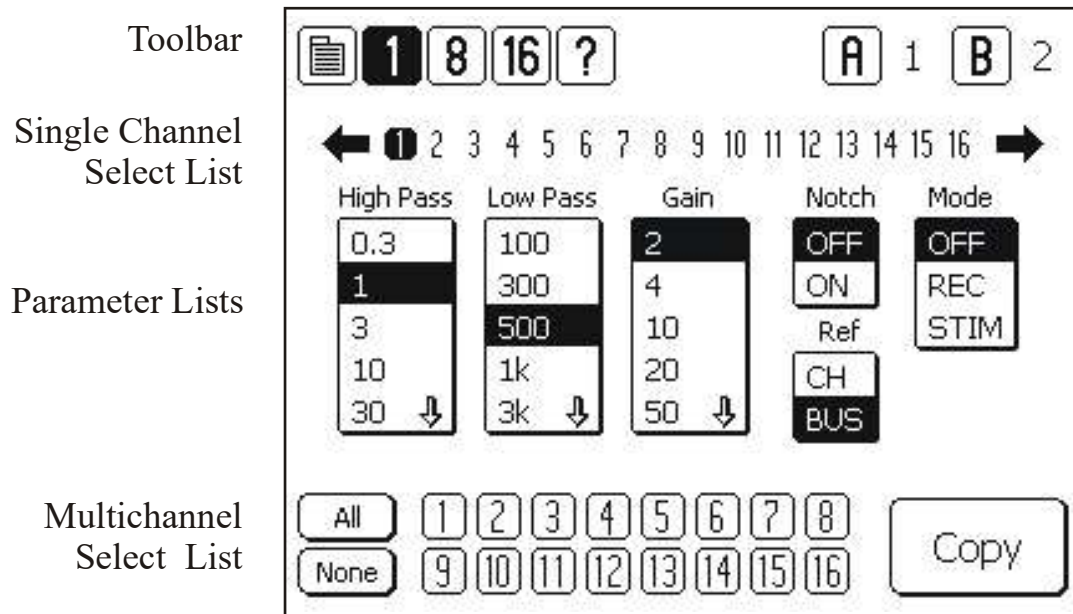 Toolbar
1 8 16 ? A 1 B 2
Single Channel
Select List
1 2 3 4 5 6 7 8 9 10 11 12 13 14 15 16
Parameter Lists
High Pass
0.3
1
3
10
30
Low Pass
100
300
500
1k
3k
Gain
2
4
10
20
50
Notch
OFF
ON
Ref
CH
BUS
Mode
OFF
REC
STIM
Multichannel
Select List
All 1 2 3 4 5 6 7 8
None 9 10 11 12 13 14 15 16
Copy